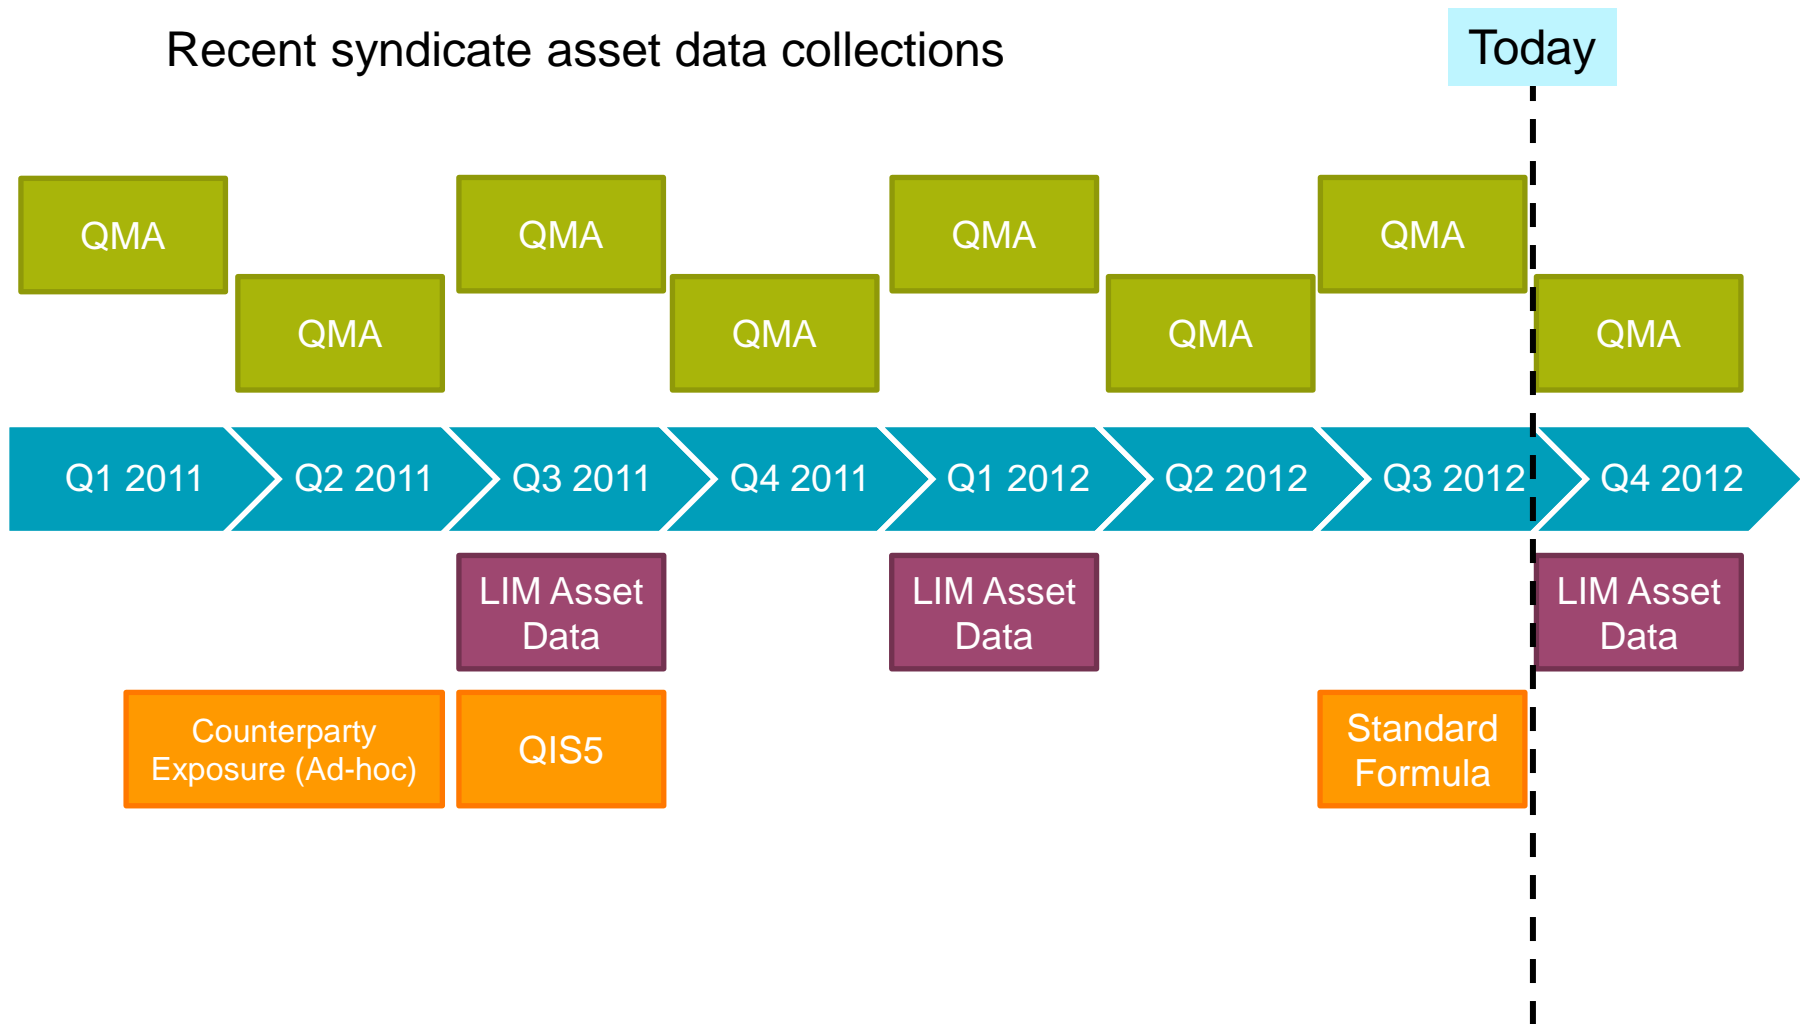 Recent syndicate asset data collections
Today
QMA
QMA
QMA
QMA
QMA
QMA
QMA
QMA
Q1 2011
Q2 2011
Q3 2011
Q4 2011
Q1 2012
Q2 2012
Q3 2012
Q4 2012
LIM Asset
Data
LIM Asset
Data
LIM Asset
Data
Counterparty
Exposure (Ad-hoc)
QIS5
Standard
Formula